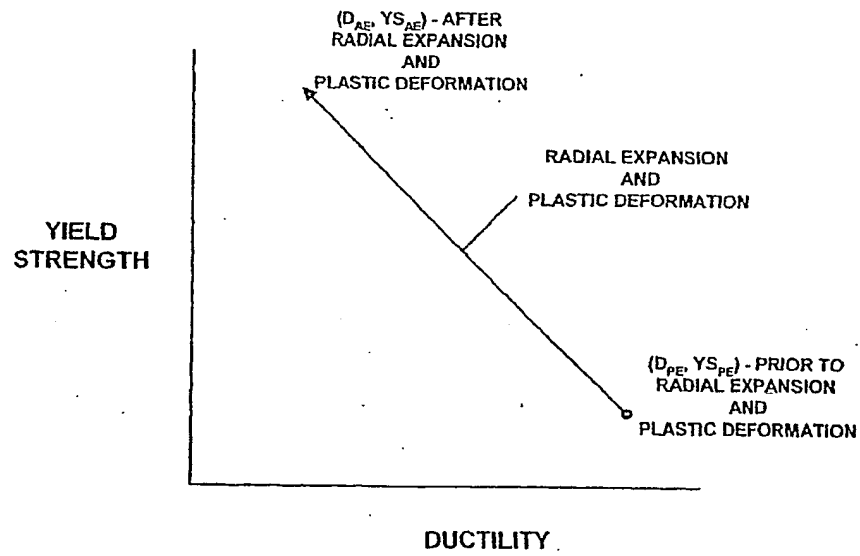 (D_AE, YS_AE) - AFTER
RADIAL EXPANSION
AND
PLASTIC DEFORMATION
RADIAL EXPANSION
AND
PLASTIC DEFORMATION
YIELD
STRENGTH
(D_PE, YS_PE) - PRIOR TO
RADIAL EXPANSION
AND
PLASTIC DEFORMATION
DUCTILITY